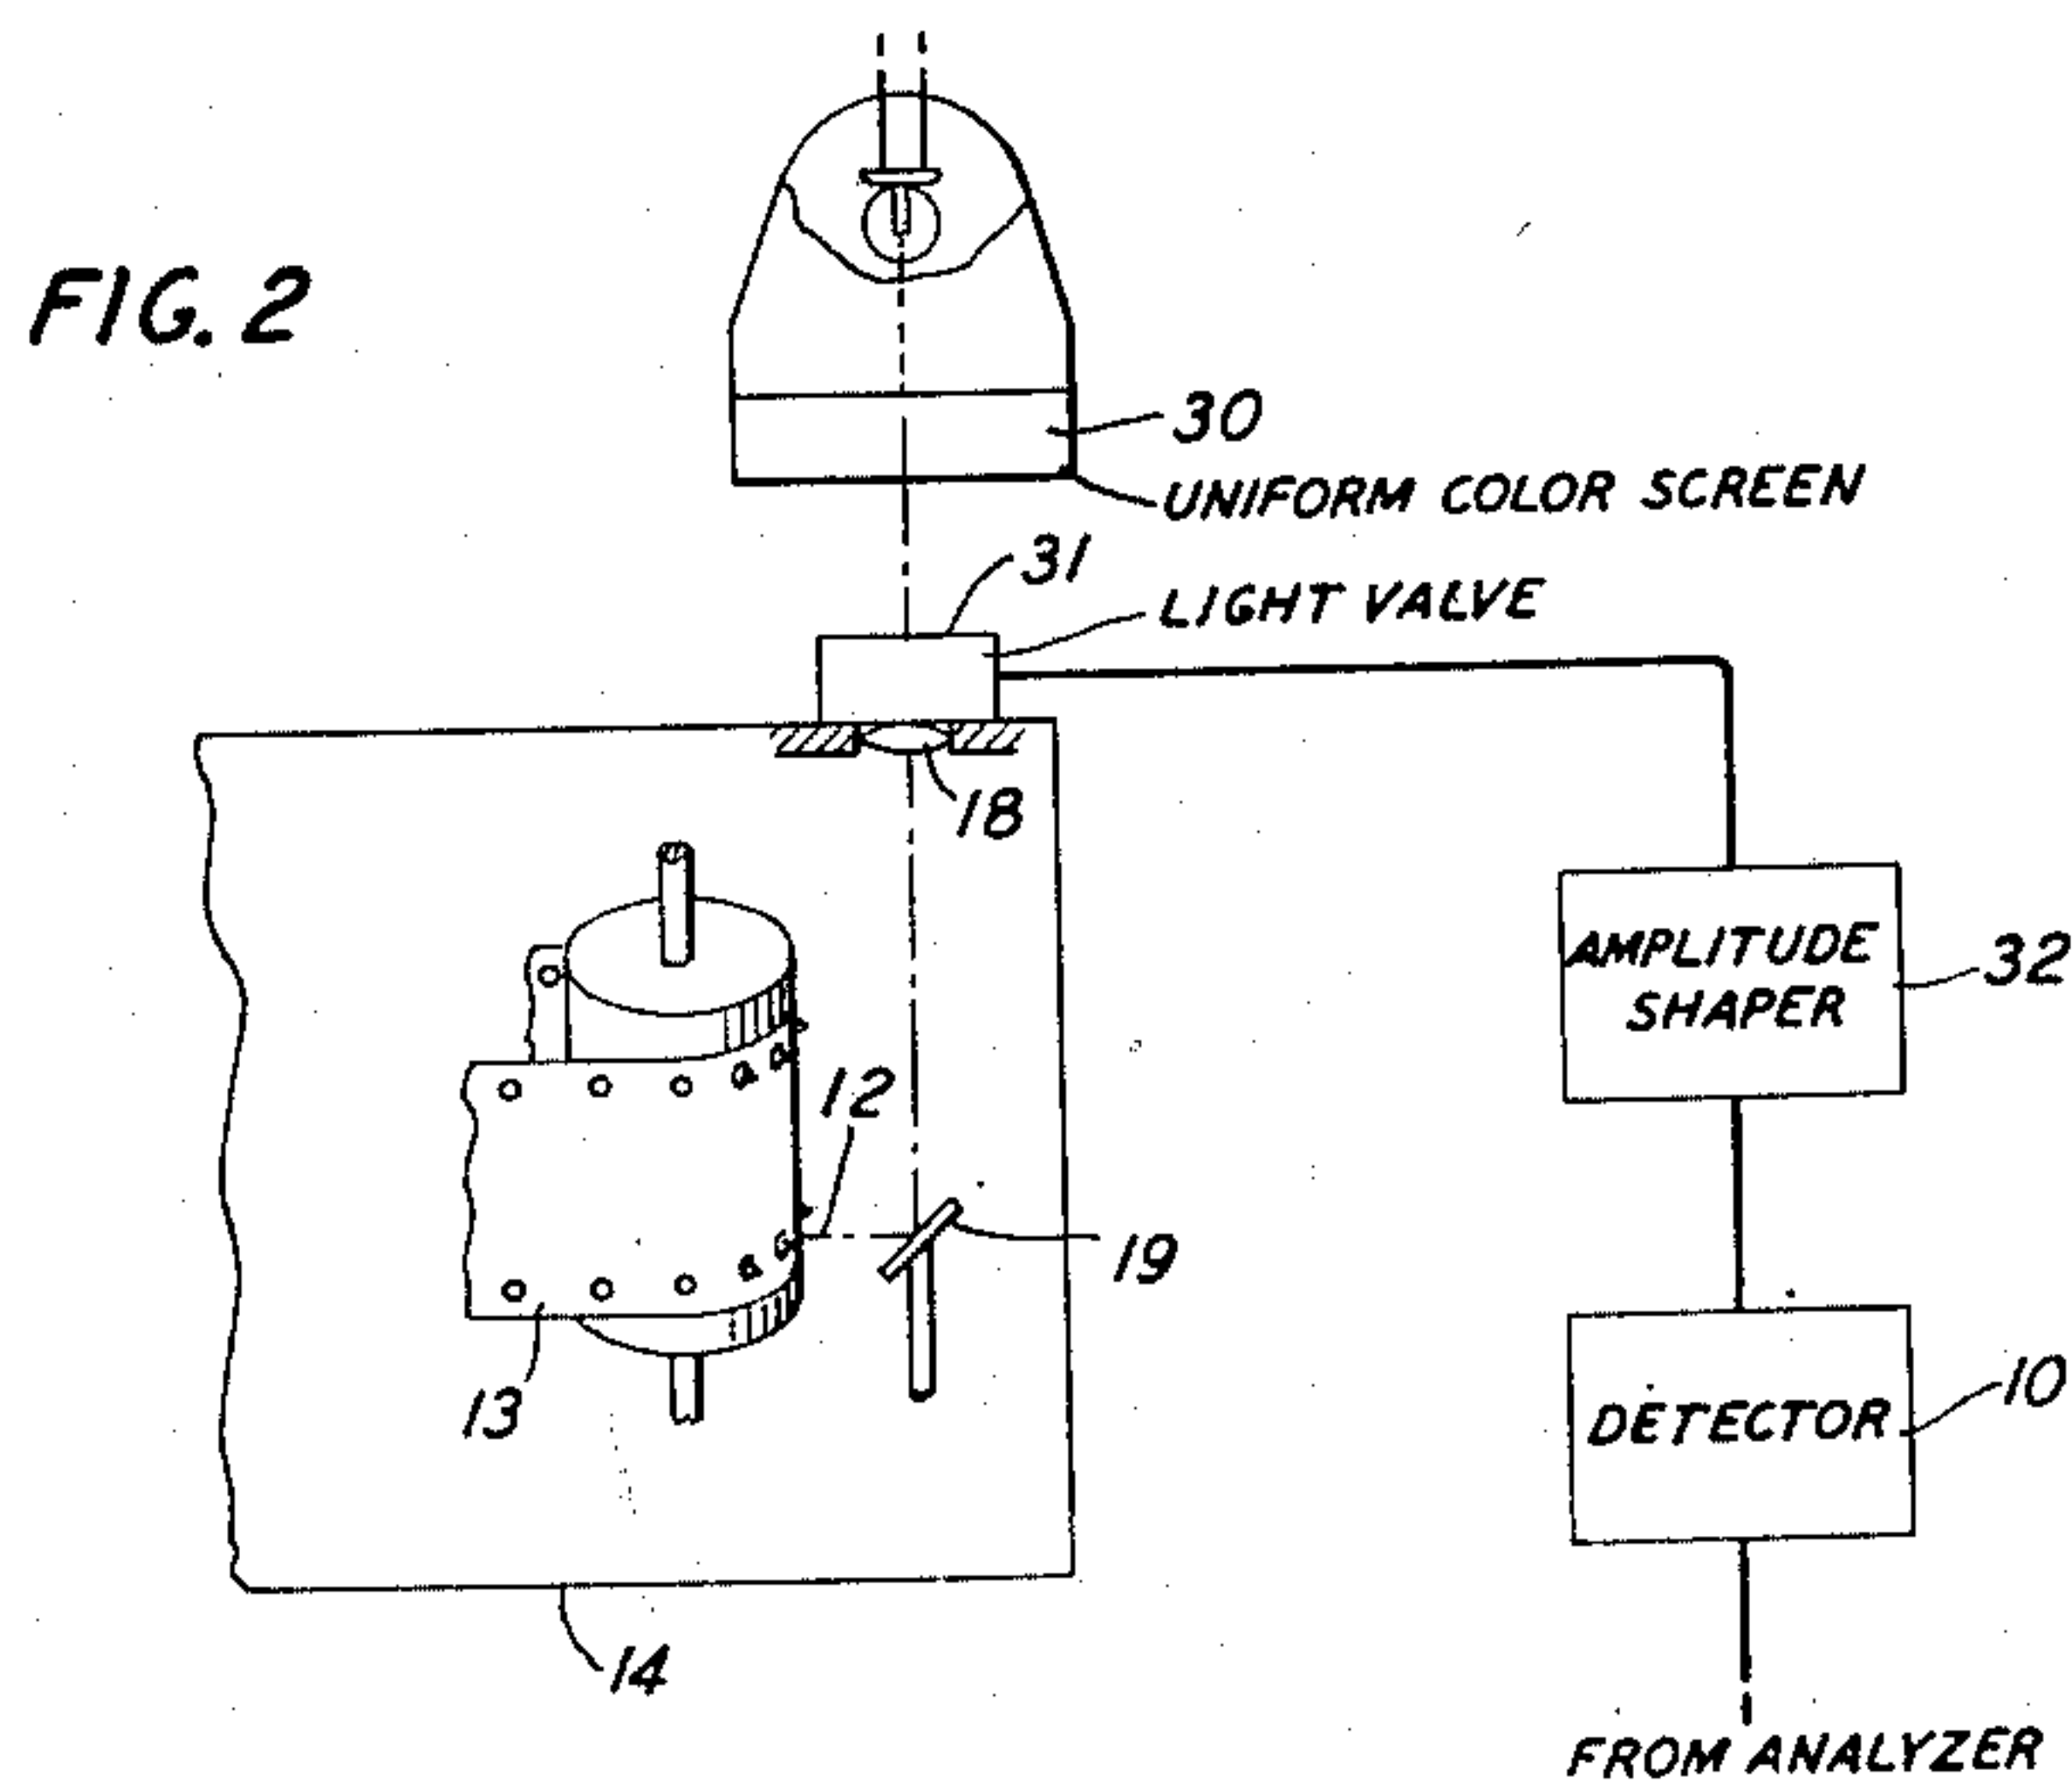 FIG. 2
30
UNIFORM COLOR SCREEN
31
LIGHT VALVE
18
AMPLITUDE
SHAPER
32
12
19
13
DETECTOR
10
14
FROM ANALYZER